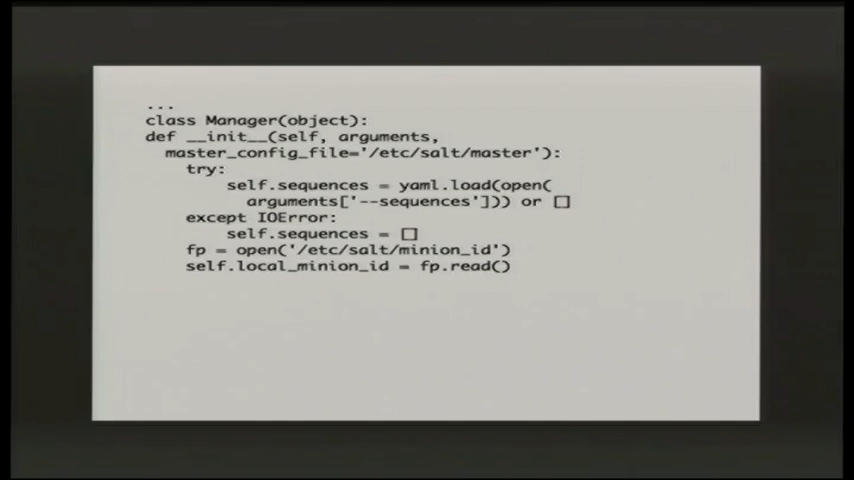 ...
class Manager(object):
def __init__(self, arguments,
master_config_file='/etc/salt/master'):
try:
self.sequences = yaml.load(open(
arguments['--sequences'])) or []
except IOError:
self.sequences = []
fp = open('/etc/salt/minion_id')
self.local_minion_id = fp.read()